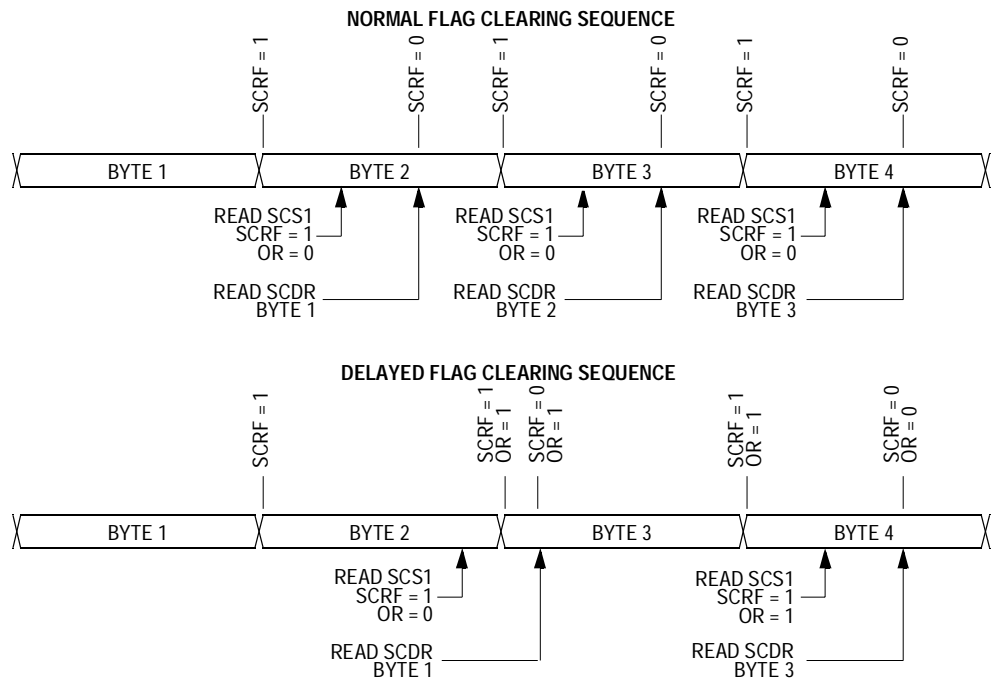 NORMAL FLAG CLEARING SEQUENCE
SCRF = 1
SCRF = 0
SCRF = 1
SCRF = 0
SCRF = 1
SCRF = 0
BYTE 1
BYTE 2
BYTE 3
BYTE 4
READ SCS1
SCRF = 1
OR = 0
READ SCS1
SCRF = 1
OR = 0
READ SCS1
SCRF = 1
OR = 0
READ SCDR
BYTE 1
READ SCDR
BYTE 2
READ SCDR
BYTE 3
DELAYED FLAG CLEARING SEQUENCE
SCRF = 1
SCRF = 1
OR = 1
SCRF = 0
OR = 1
SCRF = 1
OR = 1
SCRF = 0
OR = 0
BYTE 1
BYTE 2
BYTE 3
BYTE 4
READ SCS1
SCRF = 1
OR = 0
READ SCS1
SCRF = 1
OR = 1
READ SCDR
BYTE 1
READ SCDR
BYTE 3